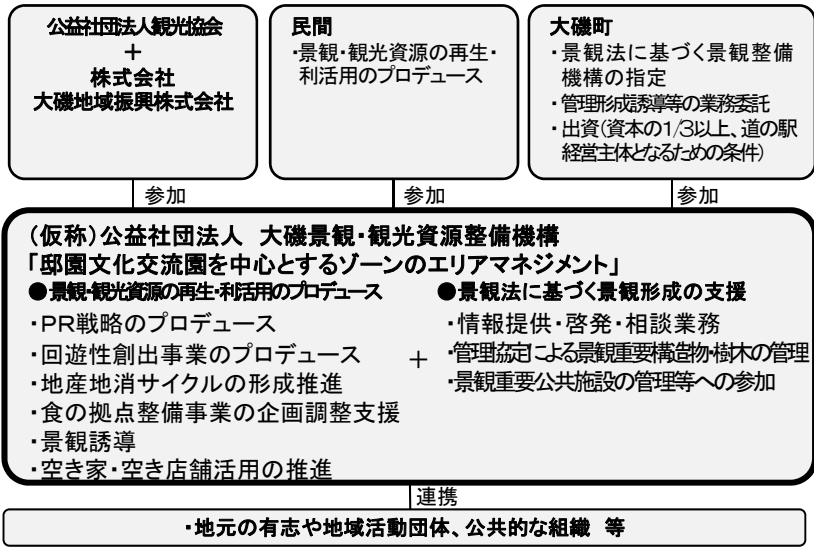 公益社団法人観光協会
＋
株式会社
大磯地域振興株式会社
民間
・景観・観光資源の再生・
利活用のプロデュース
大磯町
・景観法に基づく景観整備
機構の指定
・管理形成誘導等の業務委託
・出資（資本の1/3以上、道の駅
経営主体となるための条件）
参加
参加
参加
（仮称）公益社団法人　大磯景観・観光資源整備機構
「邸園文化交流園を中心とするゾーンのエリアマネジメント」
●景観・観光資源の再生・利活用のプロデュース
・ＰＲ戦略のプロデュース
・回遊性創出事業のプロデュース
・地産地消サイクルの形成推進
・食の拠点整備事業の企画調整支援
・景観誘導
・空き家・空き店舗活用の推進
＋
●景観法に基づく景観形成の支援
・情報提供・啓発・相談業務
・管理協定による景観重要構造物・樹木の管理
・景観重要公共施設の管理等への参加
連携
・地元の有志や地域活動団体、公共的な組織　等